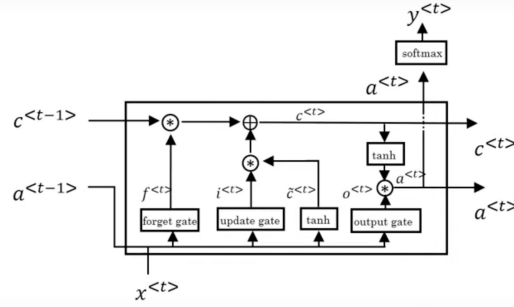 y<t>
softmax
a<t>
c<t-1>
*
⊕
c<t>
c<t>
tanh
*
a<t-1>
f<t>
i<t>
c̃<t>
o<t>
*
a<t>
a<t>
forget gate
update gate
tanh
output gate
x<t>